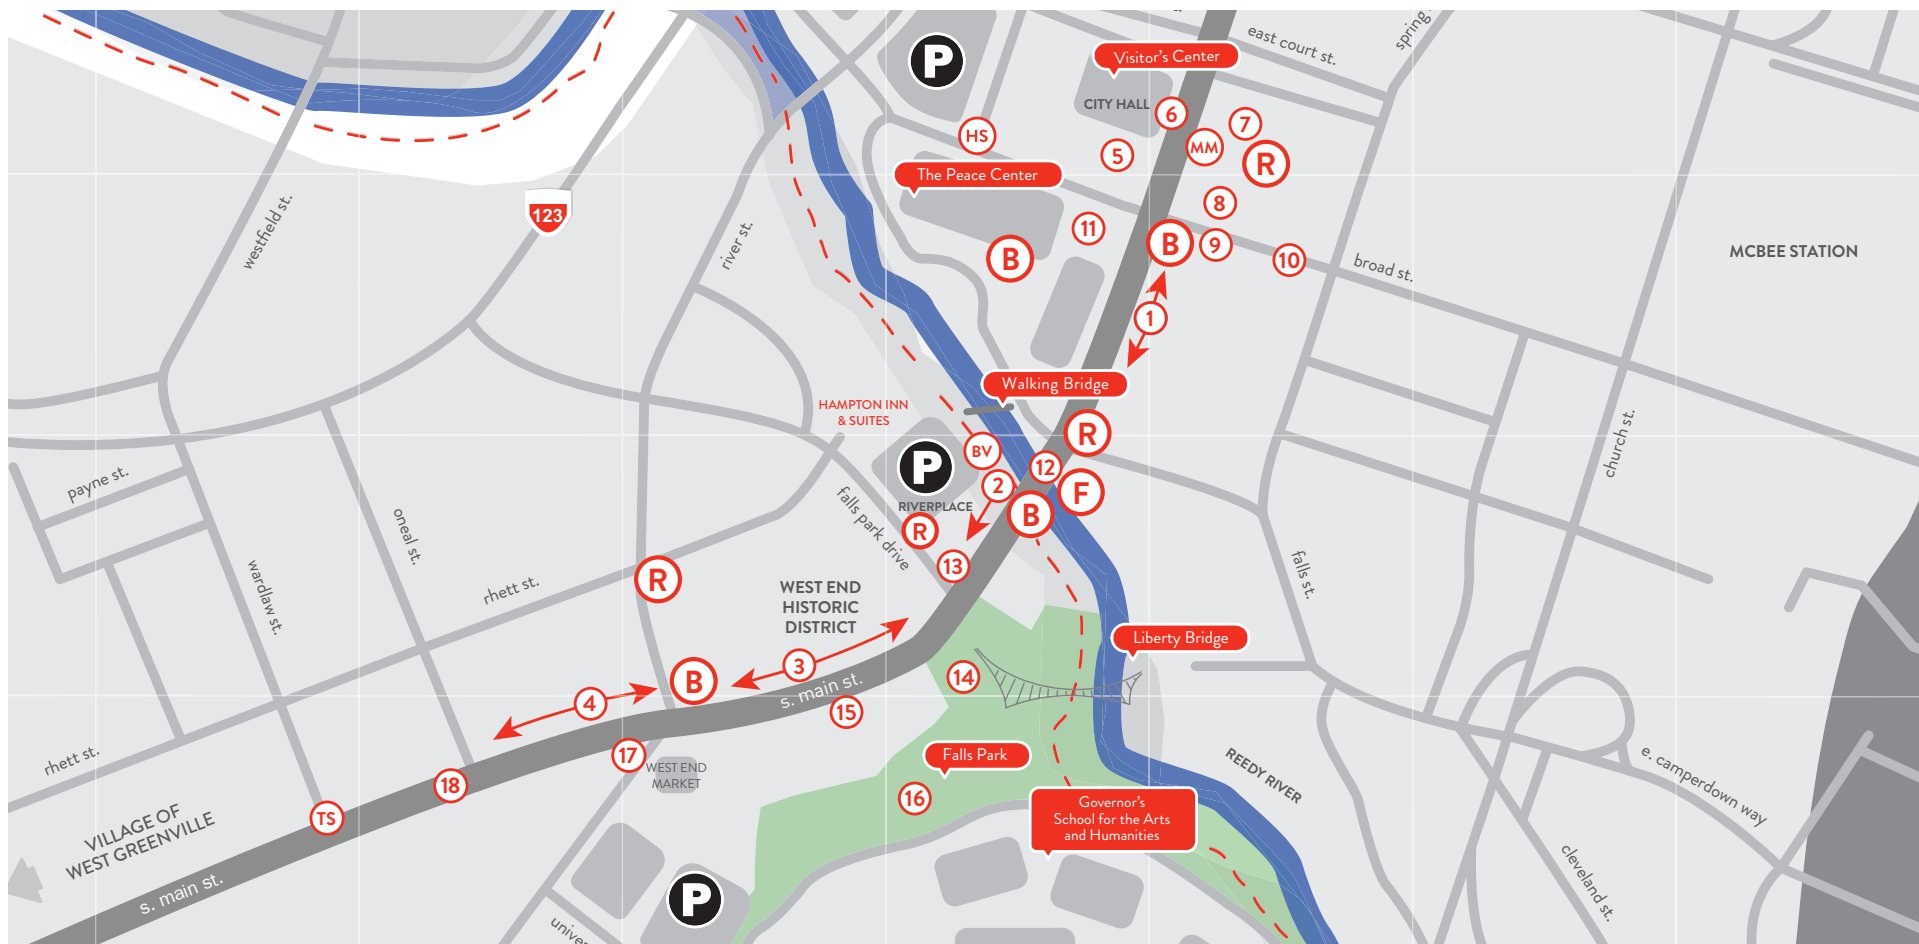 east court st.
spring
Visitor's Center
P
CITY HALL
6
7
HS
5
MM
R
The Peace Center
123
westfield st.
river st.
8
11
B
9
B
10
broad st.
MCBEE STATION
1
Walking Bridge
HAMPTON INN
& SUITES
R
church st.
BV
12
P
payne st.
2
F
RIVERPLACE
B
falls park drive
R
oneal st.
13
falls st.
wardlaw st.
rhett st.
R
WEST END
HISTORIC
DISTRICT
Liberty Bridge
3
14
B
s. main st.
4
15
17
Falls Park
WEST END
MARKET
rhett st.
18
16
REEDY RIVER
e. camperdown way
Governor's
School for the Arts
and Humanities
TS
VILLAGE OF
WEST GREENVILLE
s. main st.
P
cleveland st.
univer